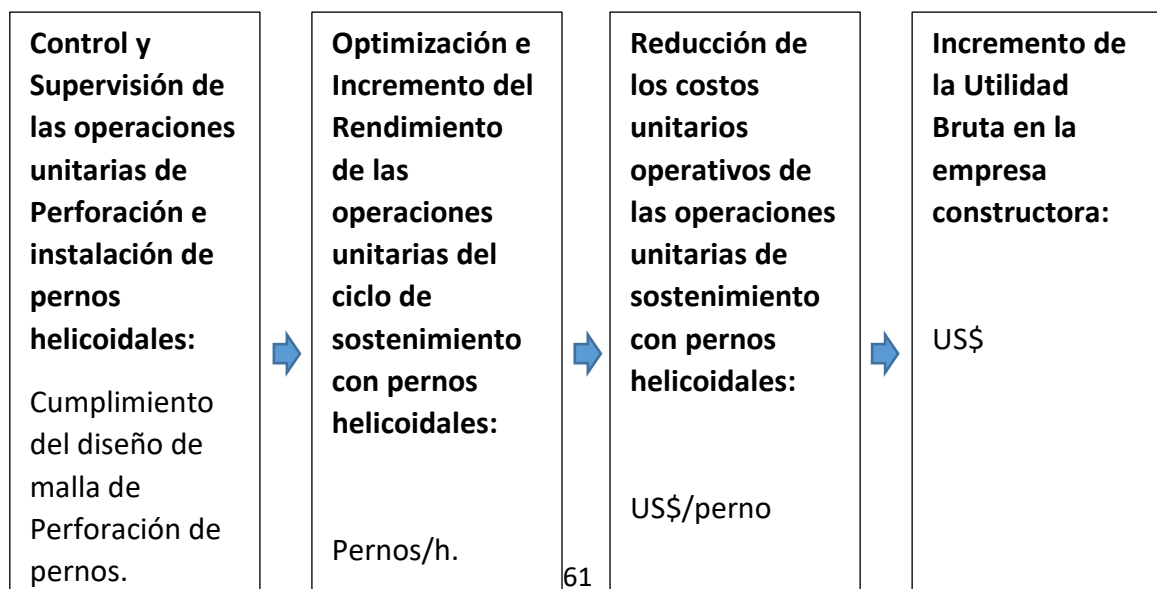 Control y
Supervisión de
las operaciones
unitarias de
Perforación e
instalación de
pernos
helicoidales:
Cumplimiento
del diseño de
malla de
Perforación de
pernos.
Optimización e
Incremento del
Rendimiento
de las
operaciones
unitarias del
ciclo de
sostenimiento
con pernos
helicoidales:
Pernos/h.
Reducción de
los costos
unitarios
operativos de
las operaciones
unitarias de
sostenimiento
con pernos
helicoidales:
US$/perno
Incremento de
la Utilidad
Bruta en la
empresa
constructora:
US$
61